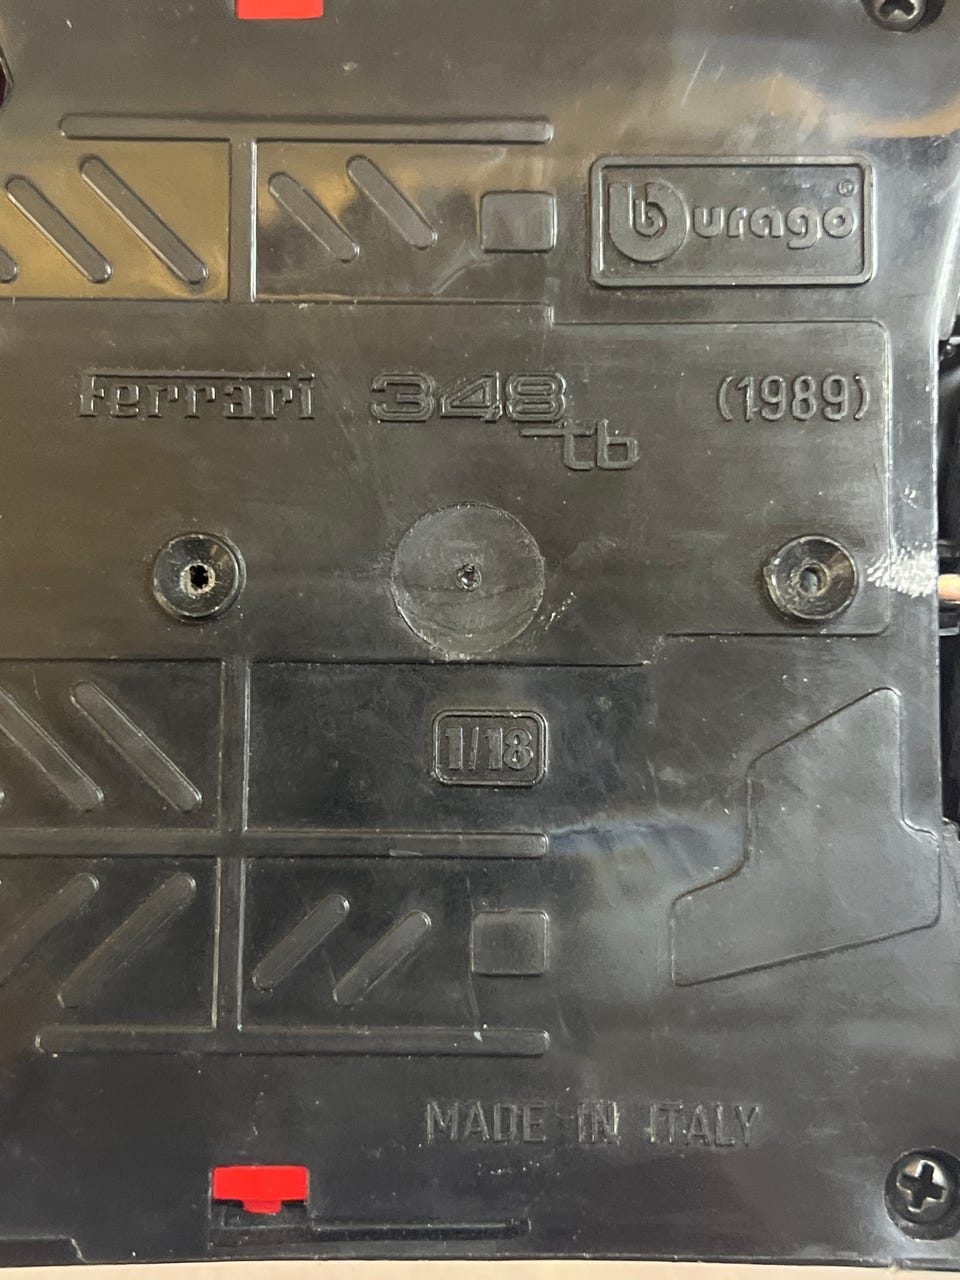 burago®
Ferrari 348 tb (1989)
1/18
MADE IN ITALY